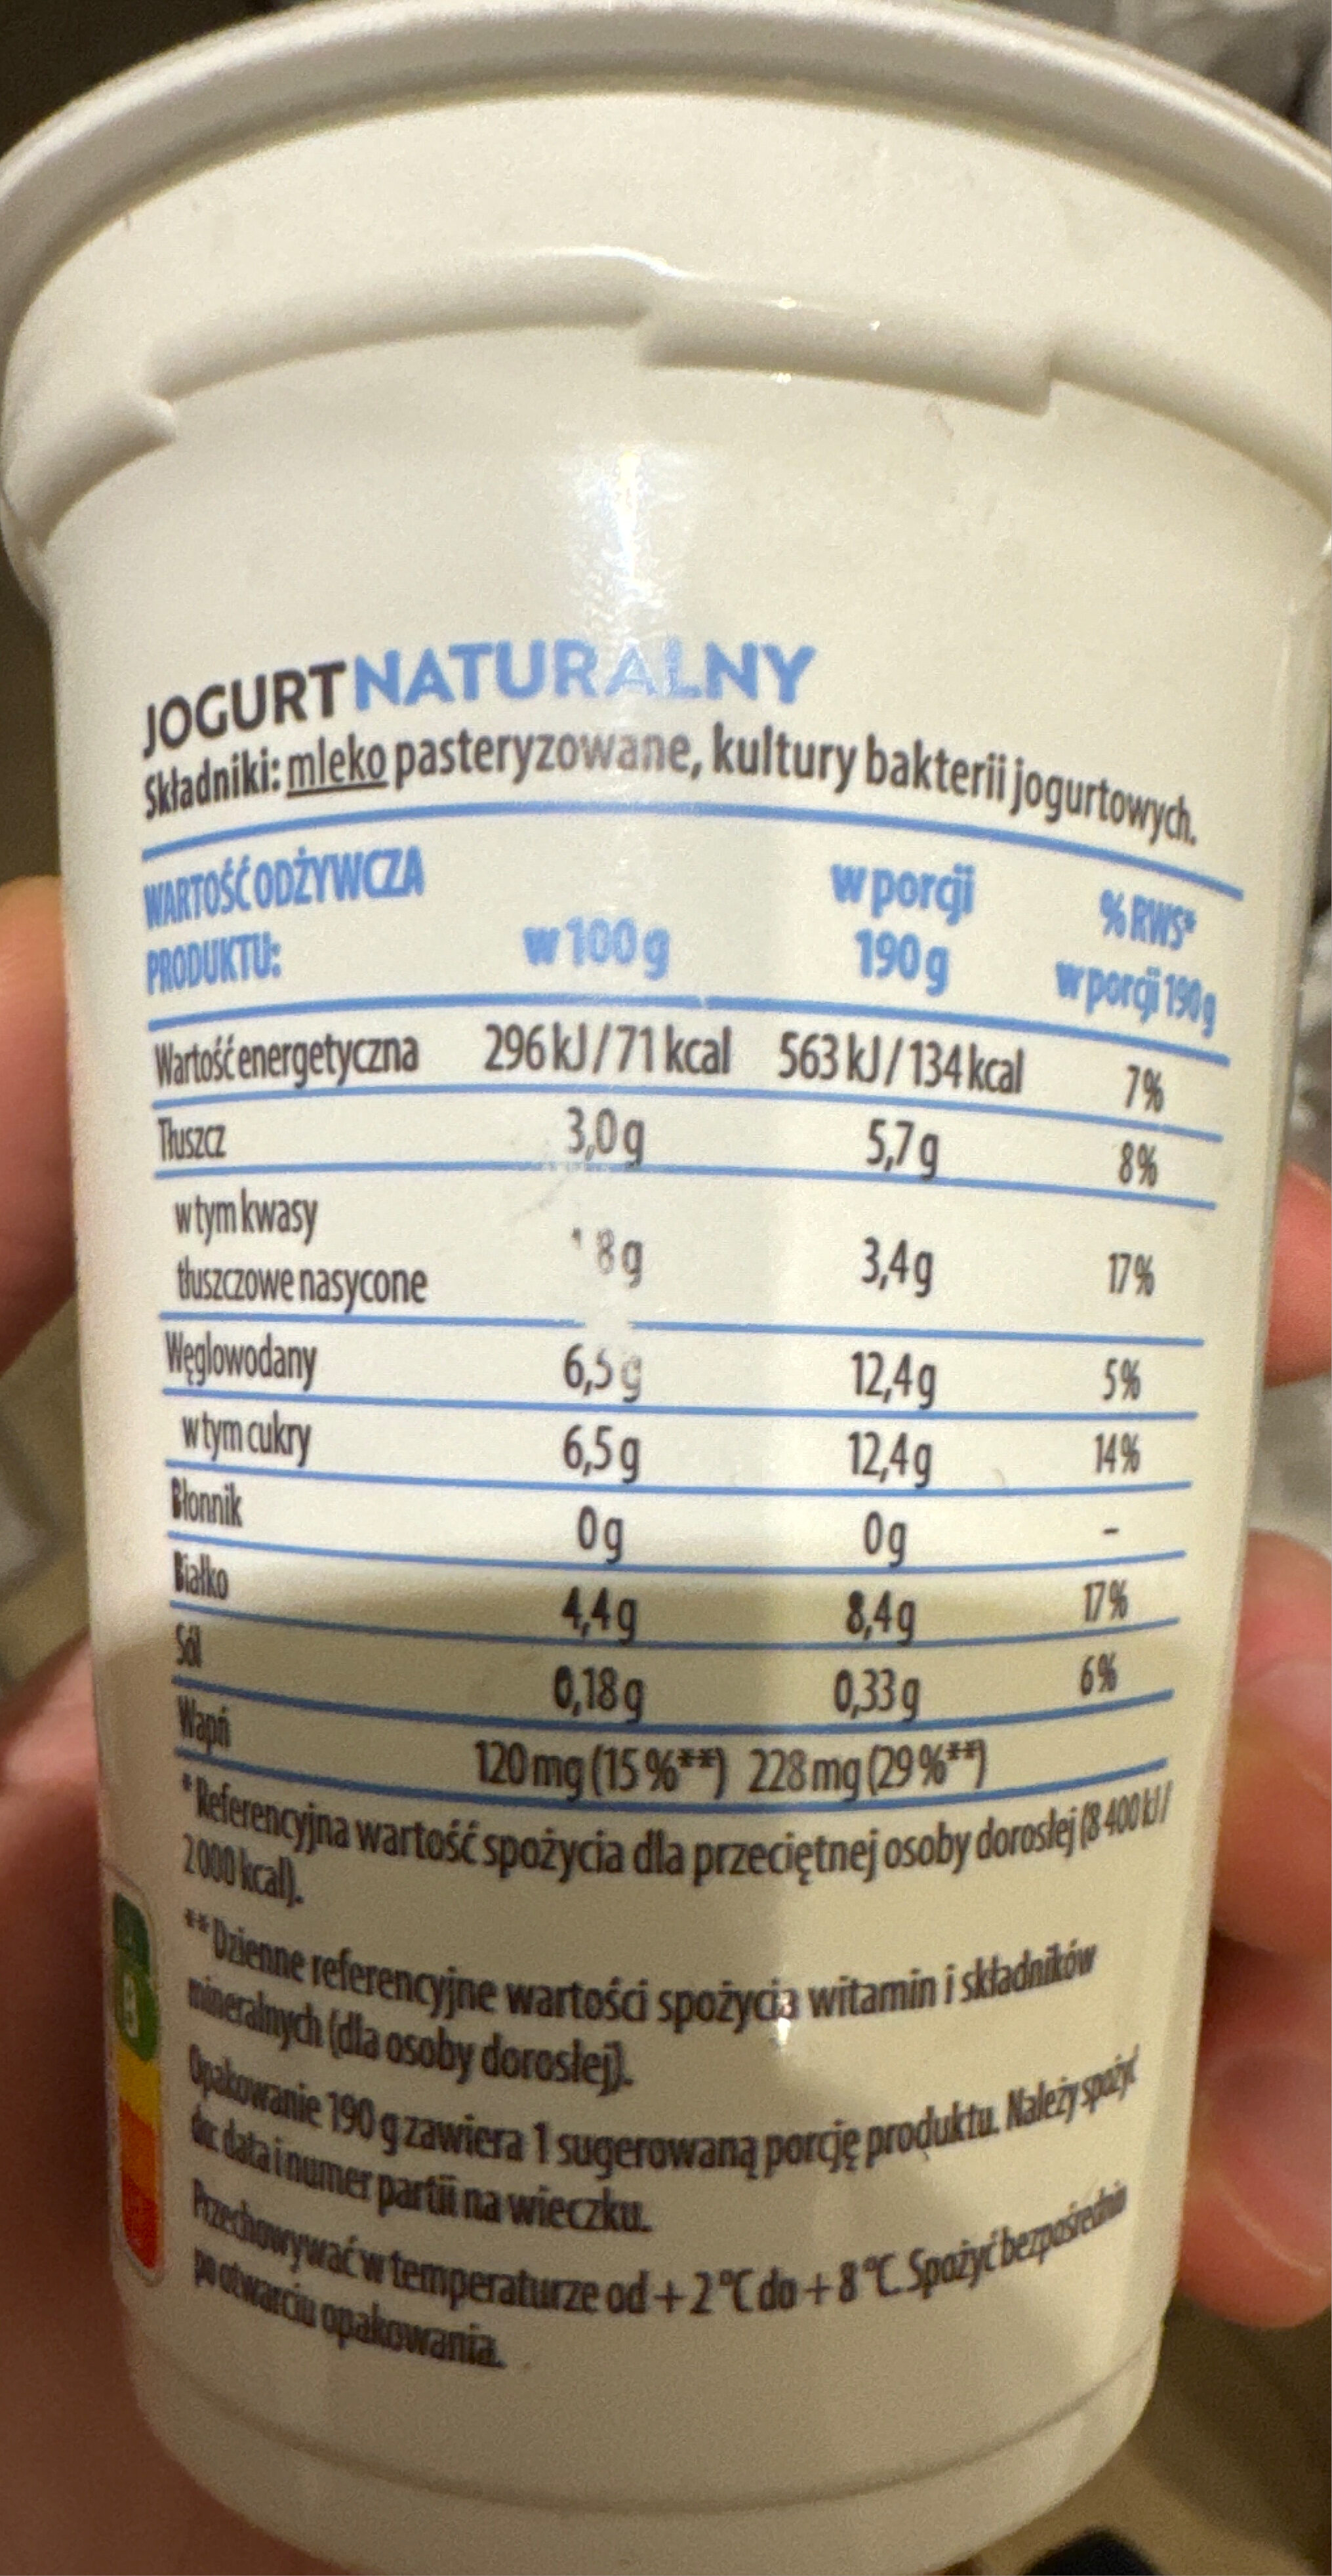 JOGURT NATURALNY
Składniki: mleko pasteryzowane, kultury bakterii jogurtowych.
WARTOŚĆ ODŻYWCZA PRODUKTU: w 100 g w porcji 190 g % RWS* w porcji 190 g
Wartość energetyczna 296 kJ / 71 kcal 563 kJ / 134 kcal 7%
Tłuszcz 3,0 g 5,7 g 8%
w tym kwasy
tłuszczowe nasycone 8 g 3,4 g 17%
Węglowodany 6,5 g 12,4 g 5%
w tym cukry 6,5 g 12,4 g 14%
Błonnik 0 g 0 g –
Białko 4,4 g 8,4 g 17%
Sól 0,18 g 0,33 g 6%
Wapń 120 mg (15 %**) 228 mg (29 %**)
* Referencyjna wartość spożycia dla przeciętnej osoby dorosłej (8 400 kJ/
2 000 kcal).
** Dzienne referencyjne wartości spożycia witamin i składników
mineralnych (dla osoby dorosłej).
Opakowanie 190 g zawiera 1 sugerowaną porcję produktu. Należy spożyć
do: data i numer partii na wieczku.
Przechowywać w temperaturze od + 2 °C do + 8 °C. Spożyć bezpośrednio
po otwarciu opakowania.
B